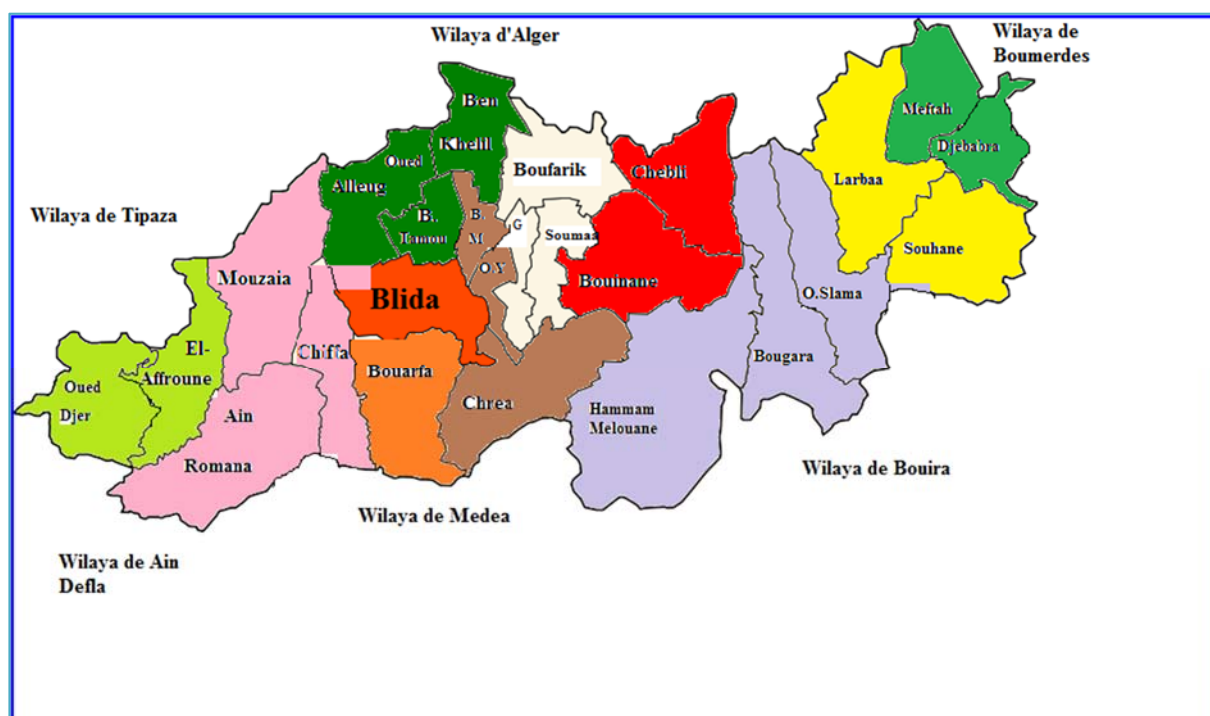 Wilaya d'Alger
Wilaya de
Boumerdes
Ben
Khelil
Meftah
Djebabra
Oued
Alleug
Boufarik
Chebli
Larbaa
Wilaya de Tipaza
B.
Tamou
B.
M
G
Soumaa
Souhane
Mouzaia
O.Y
Bouinane
O.Slama
Blida
El-
Affroune
Chiffa
Bougara
Bouarfa
Oued
Djer
Ain
Romana
Chrea
Hammam
Melouane
Wilaya de Bouira
Wilaya de Medea
Wilaya de Ain
Defla